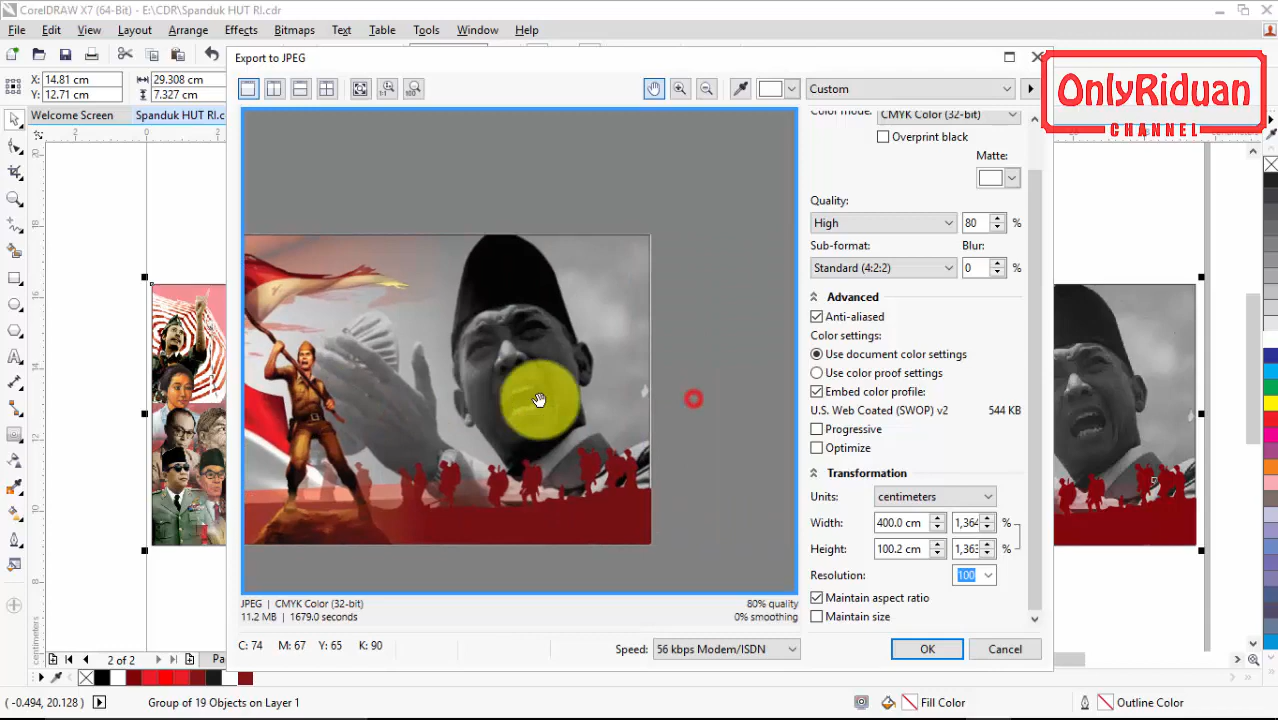 CorelDRAW X7 (64-Bit) - E:\CDR\Spanduk HUT RI.cdr
File Edit View Layout Arrange Effects Bitmaps Text Table Tools Window Help
X: 14.81 cm 29.308 cm
Y: 12.71 cm 7.327 cm
Welcome Screen Spanduk HUT RI.c
Export to JPEG
Custom
Color mode: CMYK Color (32-bit)
Overprint black
Matte:
Quality:
High 80 %
Sub-format: Blur:
Standard (4:2:2) 0 %
Advanced
Anti-aliased
Color settings:
Use document color settings
Use color proof settings
Embed color profile:
U.S. Web Coated (SWOP) v2 544 KB
Progressive
Optimize
Transformation
Units: centimeters
Width: 400.0 cm 1,364 %
Height: 100.2 cm 1,363 %
Resolution: 100
Maintain aspect ratio
Maintain size
JPEG | CMYK Color (32-bit) 80% quality
11.2 MB | 1679.0 seconds 0% smoothing
C: 74 M: 67 Y: 65 K: 90
Speed: 56 kbps Modem/ISDN
OK Cancel
OnlyRiduan
CHANNEL
centimeters
2 of 2 Pa
( -0.494, 20.128 ) Group of 19 Objects on Layer 1 Fill Color Outline Color